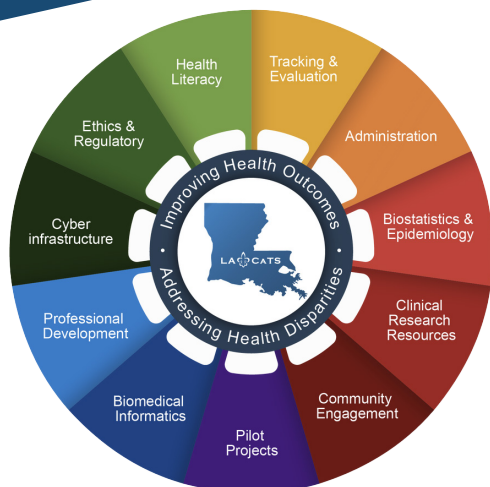 Health
Literacy
Tracking &
Evaluation
Administration
Biostatistics &
Epidemiology
Clinical
Research
Resources
Community
Engagement
Pilot
Projects
Biomedical
Informatics
Professional
Development
Cyber
infrastructure
Ethics &
Regulatory
Improving Health Outcomes
LA CATS
Addressing Health Disparities